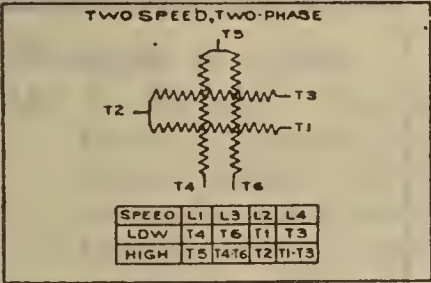 TWO SPEED, TWO-PHASE
T5
T3
T2
T1
T4 T6
SPEED L1 L3 L2 L4
LOW T4 T6 T1 T3
HIGH T5 T4-T6 T2 T1-T3